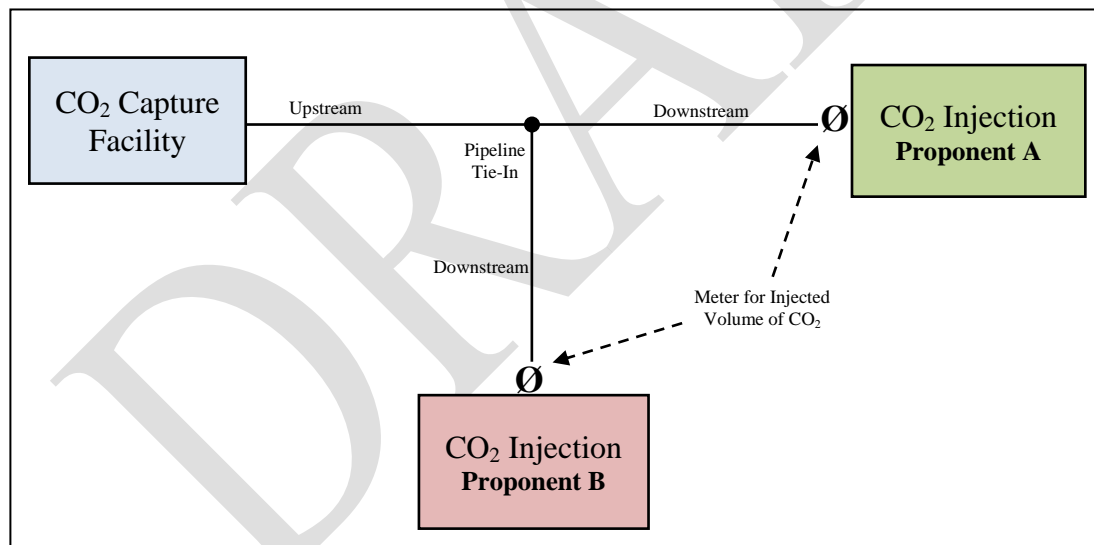 CO₂ Capture
Facility
Upstream
Downstream
Ø
CO₂ Injection
Proponent A
Pipeline
Tie-In
Downstream
Meter for Injected
Volume of CO₂
Ø
CO₂ Injection
Proponent B
DRA